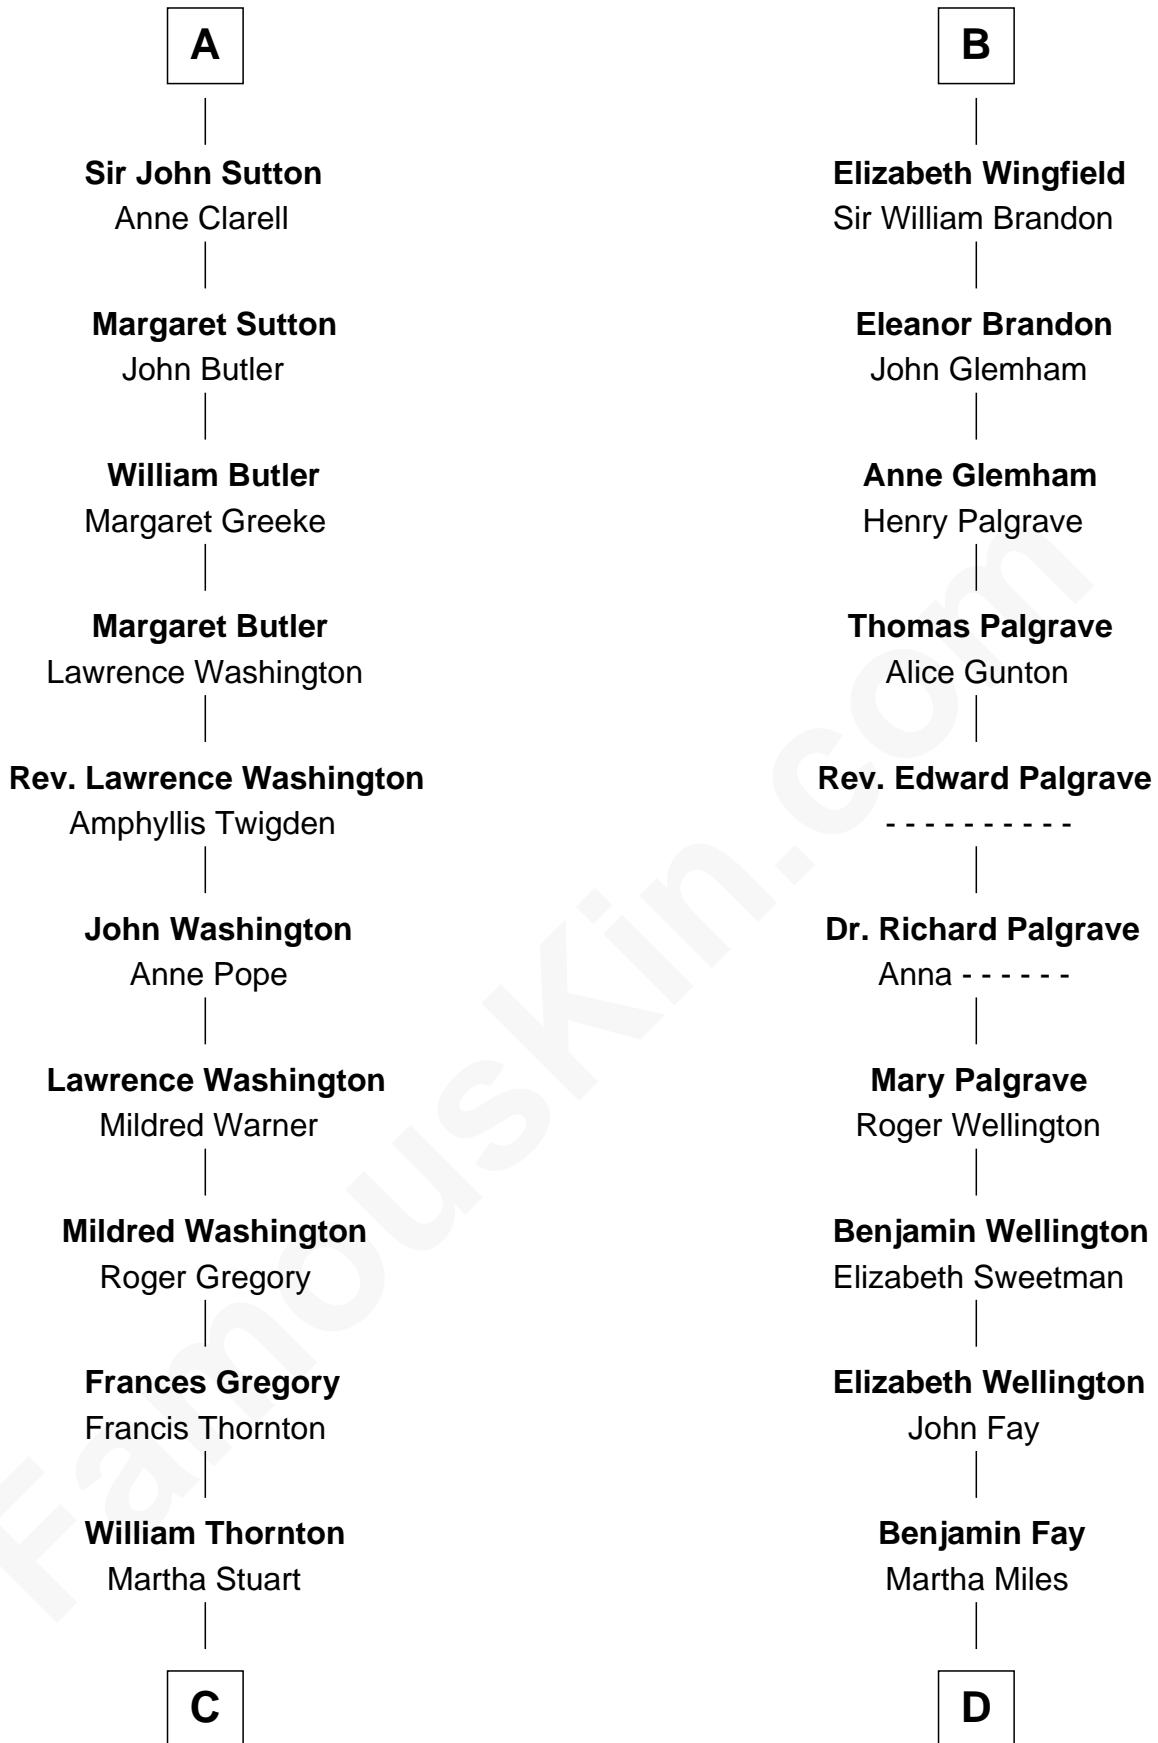 A
Sir John Sutton
Anne Clarell
Margaret Sutton
John Butler
William Butler
Margaret Greeke
Margaret Butler
Lawrence Washington
Rev. Lawrence Washington
Amphyllis Twigden
John Washington
Anne Pope
Lawrence Washington
Mildred Warner
Mildred Washington
Roger Gregory
Frances Gregory
Francis Thornton
William Thornton
Martha Stuart
C
B
Elizabeth Wingfield
Sir William Brandon
Eleanor Brandon
John Glemham
Anne Glemham
Henry Palgrave
Thomas Palgrave
Alice Gunton
Rev. Edward Palgrave
- - - - - - - - - -
Dr. Richard Palgrave
Anna - - - - - -
Mary Palgrave
Roger Wellington
Benjamin Wellington
Elizabeth Sweetman
Elizabeth Wellington
John Fay
Benjamin Fay
Martha Miles
D
FamousKin.com